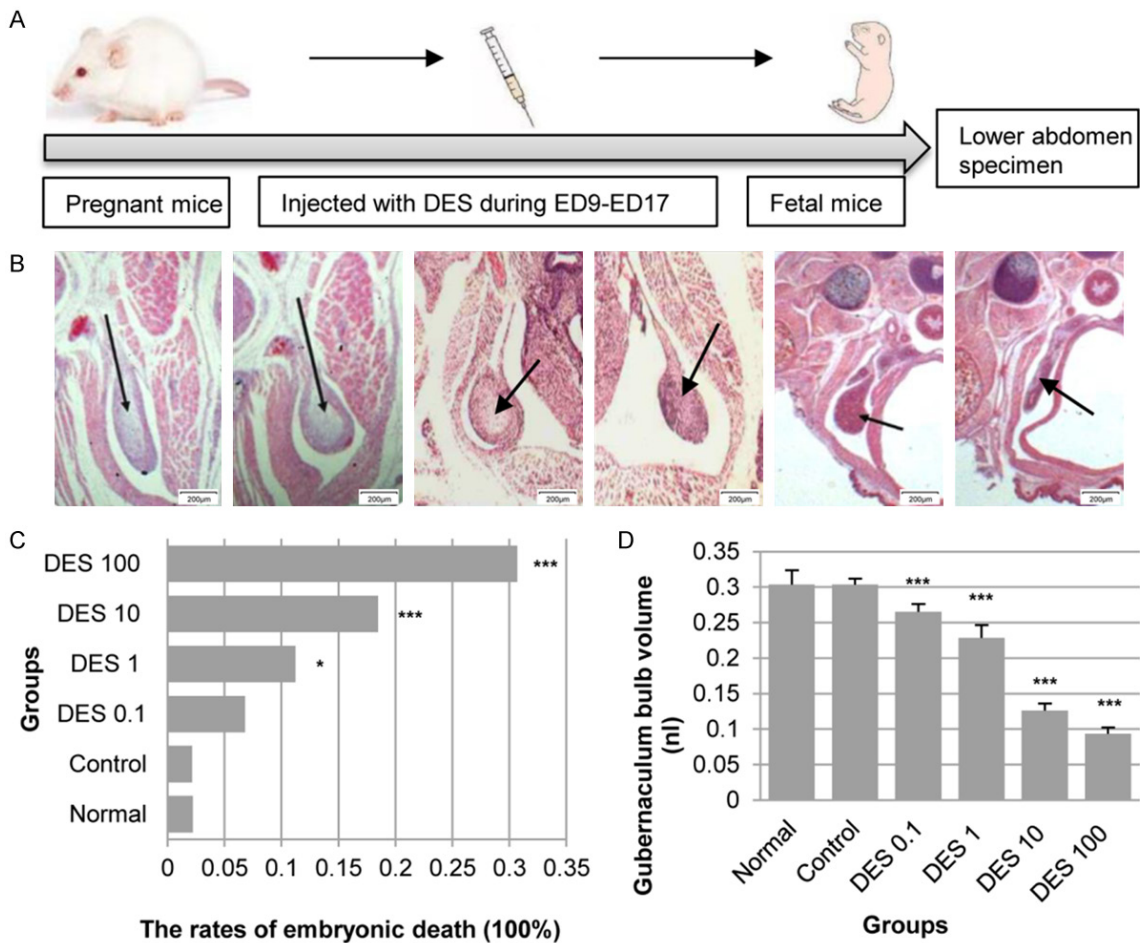 A
Lower abdomen
specimen
Pregnant mice
Injected with DES during ED9-ED17
Fetal mice
B
200μm
200μm
200μm
200μm
200μm
200μm
C
Groups
DES 100
***
DES 10
***
DES 1
*
DES 0.1
Control
Normal
0 0.05 0.1 0.15 0.2 0.25 0.3 0.35
The rates of embryonic death (100%)
D
Gubernaculum bulb volume
(nl)
0.35
0.3
0.25
0.2
0.15
0.1
0.05
0
***
***
***
***
Normal
Control
DES 0.1
DES 1
DES 10
DES 100
Groups